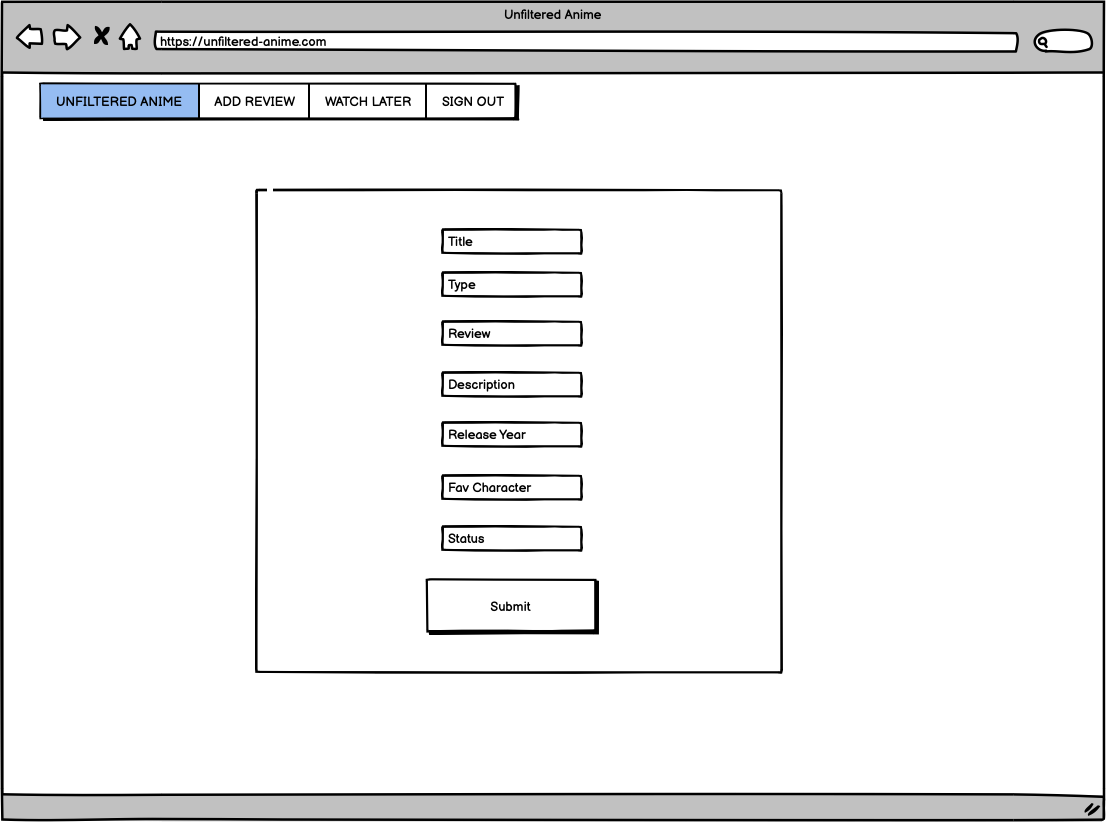 Unfiltered Anime
https://unfiltered-anime.com
UNFILTERED ANIME ADD REVIEW WATCH LATER SIGN OUT
Title
Type
Review
Description
Release Year
Fav Character
Status
Submit